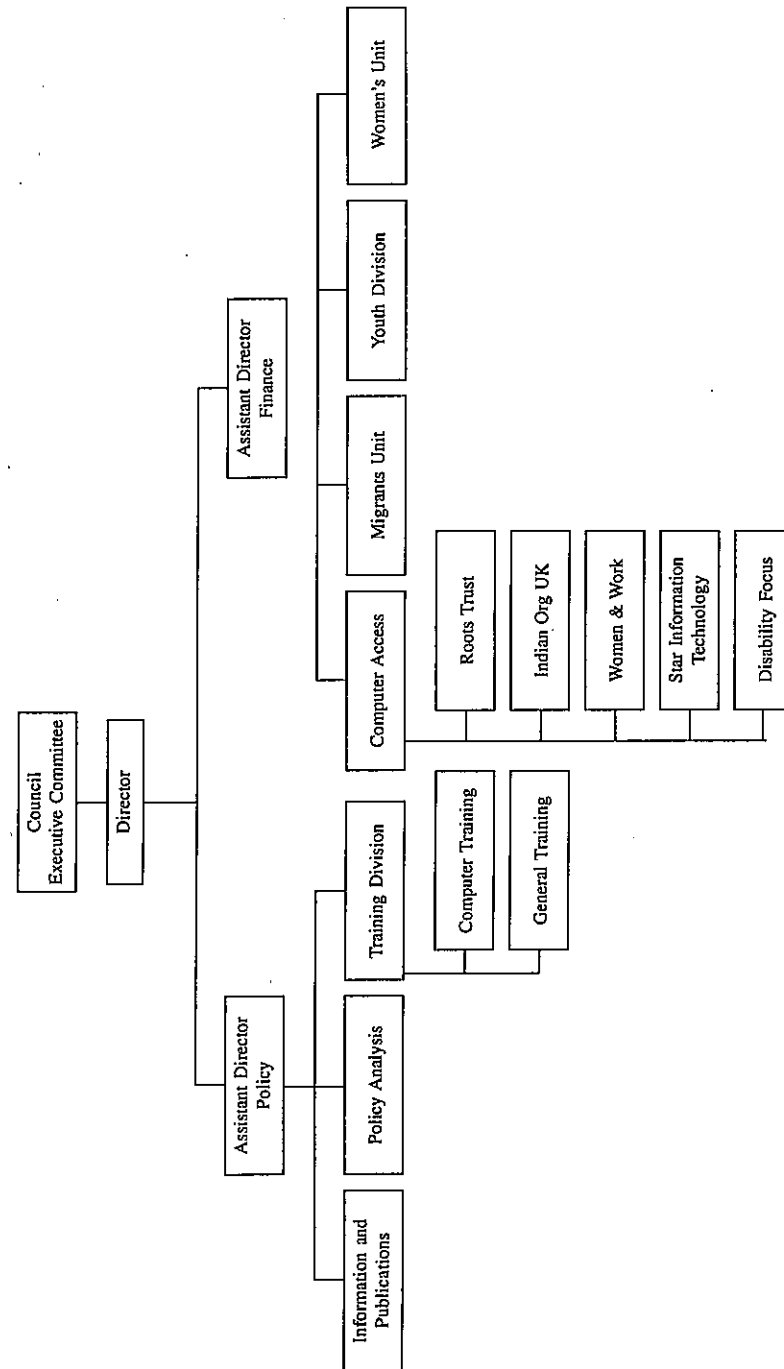 Council
Executive Committee
Director
Assistant Director
Policy
Assistant Director
Finance
Information and
Publications
Policy Analysis
Training Division
Computer Access
Migrants Unit
Youth Division
Women's Unit
Computer Training
General Training
Roots Trust
Indian Org UK
Women & Work
Star Information
Technology
Disability Focus